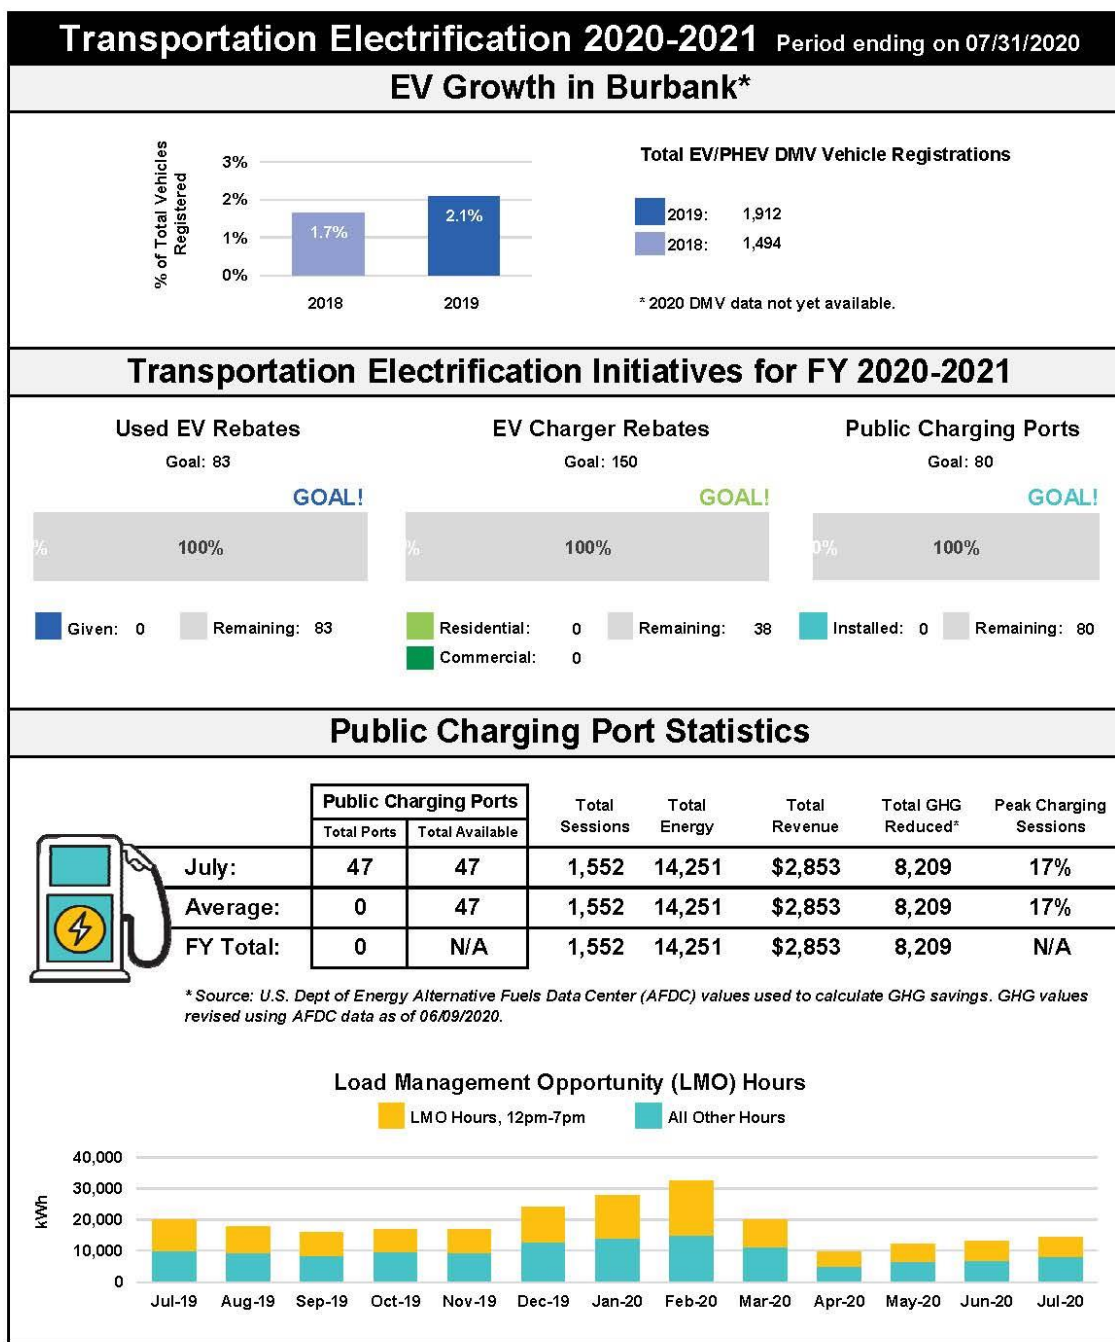 Transportation Electrification 2020-2021 Period ending on 07/31/2020
EV Growth in Burbank*
% of Total Vehicles
Registered
3%
2%
1%
0%
1.7%
2.1%
2018
2019
Total EV/PHEV DMV Vehicle Registrations
2019: 1,912
2018: 1,494
* 2020 DMV data not yet available.
Transportation Electrification Initiatives for FY 2020-2021
Used EV Rebates
Goal: 83
GOAL!
% 100%
Given: 0 Remaining: 83
EV Charger Rebates
Goal: 150
GOAL!
% 100%
Residential: 0 Remaining: 38
Commercial: 0
Public Charging Ports
Goal: 80
GOAL!
0% 100%
Installed: 0 Remaining: 80
Public Charging Port Statistics
Public Charging Ports
Total Ports Total Available
Total
Sessions
Total
Energy
Total
Revenue
Total GHG
Reduced*
Peak Charging
Sessions
July: 47 47 1,552 14,251 $2,853 8,209 17%
Average: 0 47 1,552 14,251 $2,853 8,209 17%
FY Total: 0 N/A 1,552 14,251 $2,853 8,209 N/A
* Source: U.S. Dept of Energy Alternative Fuels Data Center (AFDC) values used to calculate GHG savings. GHG values
revised using AFDC data as of 06/09/2020.
Load Management Opportunity (LMO) Hours
LMO Hours, 12pm-7pm All Other Hours
kWh
40,000
30,000
20,000
10,000
0
Jul-19 Aug-19 Sep-19 Oct-19 Nov-19 Dec-19 Jan-20 Feb-20 Mar-20 Apr-20 May-20 Jun-20 Jul-20